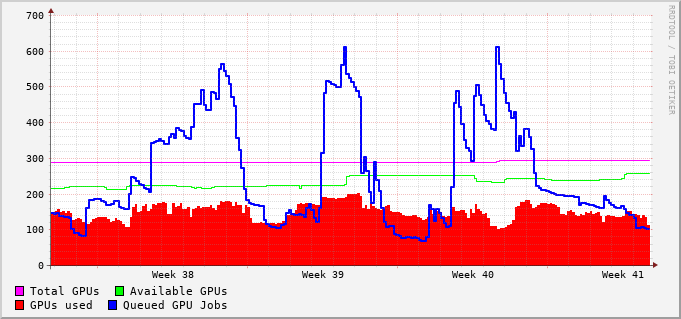 700
600
500
400
300
200
100
0
Week 38 Week 39 Week 40 Week 41
Total GPUs Available GPUs
GPUs used Queued GPU Jobs
RRDTOOL / TOBI OETIKER